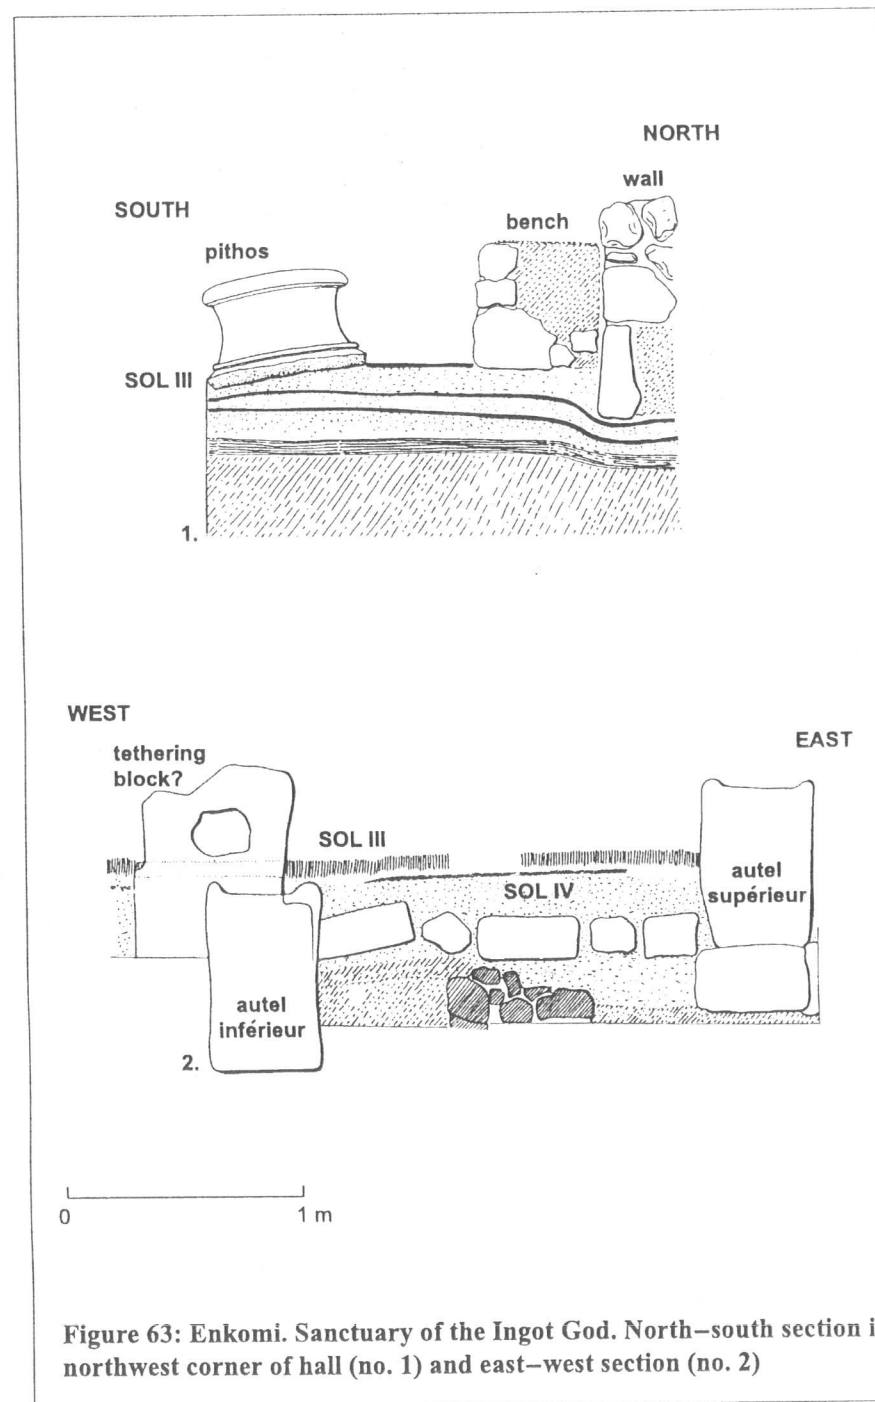 NORTH
wall
SOUTH
bench
pithos
SOL III
1.
WEST
EAST
tethering
block?
SOL III
autel
supérieur
SOL IV
autel
inférieur
2.
0 1 m
Figure 63: Enkomi. Sanctuary of the Ingot God. North–south section i
northwest corner of hall (no. 1) and east–west section (no. 2)